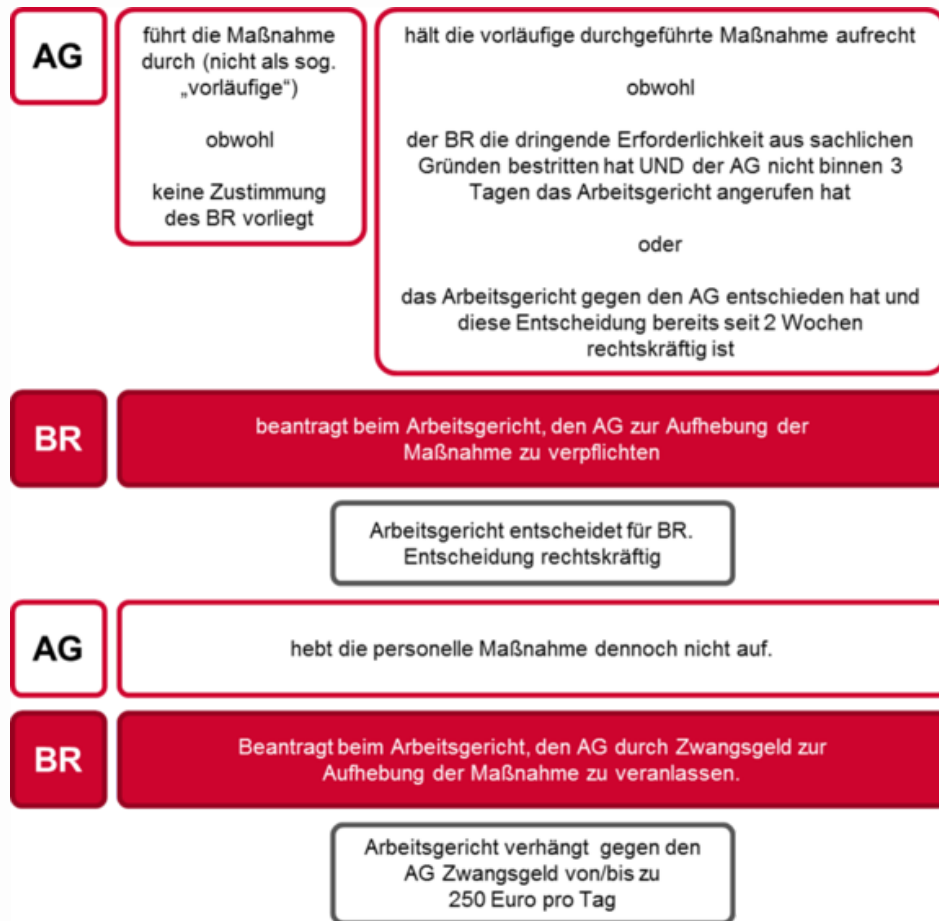 AG
führt die Maßnahme
durch (nicht als sog.
„vorläufige“)
obwohl
keine Zustimmung
des BR vorliegt
hält die vorläufige durchgeführte Maßnahme aufrecht
obwohl
der BR die dringende Erforderlichkeit aus sachlichen
Gründen bestritten hat UND der AG nicht binnen 3
Tagen das Arbeitsgericht angerufen hat
oder
das Arbeitsgericht gegen den AG entschieden hat und
diese Entscheidung bereits seit 2 Wochen
rechtskräftig ist
BR
beantragt beim Arbeitsgericht, den AG zur Aufhebung der
Maßnahme zu verpflichten
Arbeitsgericht entscheidet für BR.
Entscheidung rechtskräftig
AG
hebt die personelle Maßnahme dennoch nicht auf.
BR
Beantragt beim Arbeitsgericht, den AG durch Zwangsgeld zur
Aufhebung der Maßnahme zu veranlassen.
Arbeitsgericht verhängt gegen den
AG Zwangsgeld von/bis zu
250 Euro pro Tag